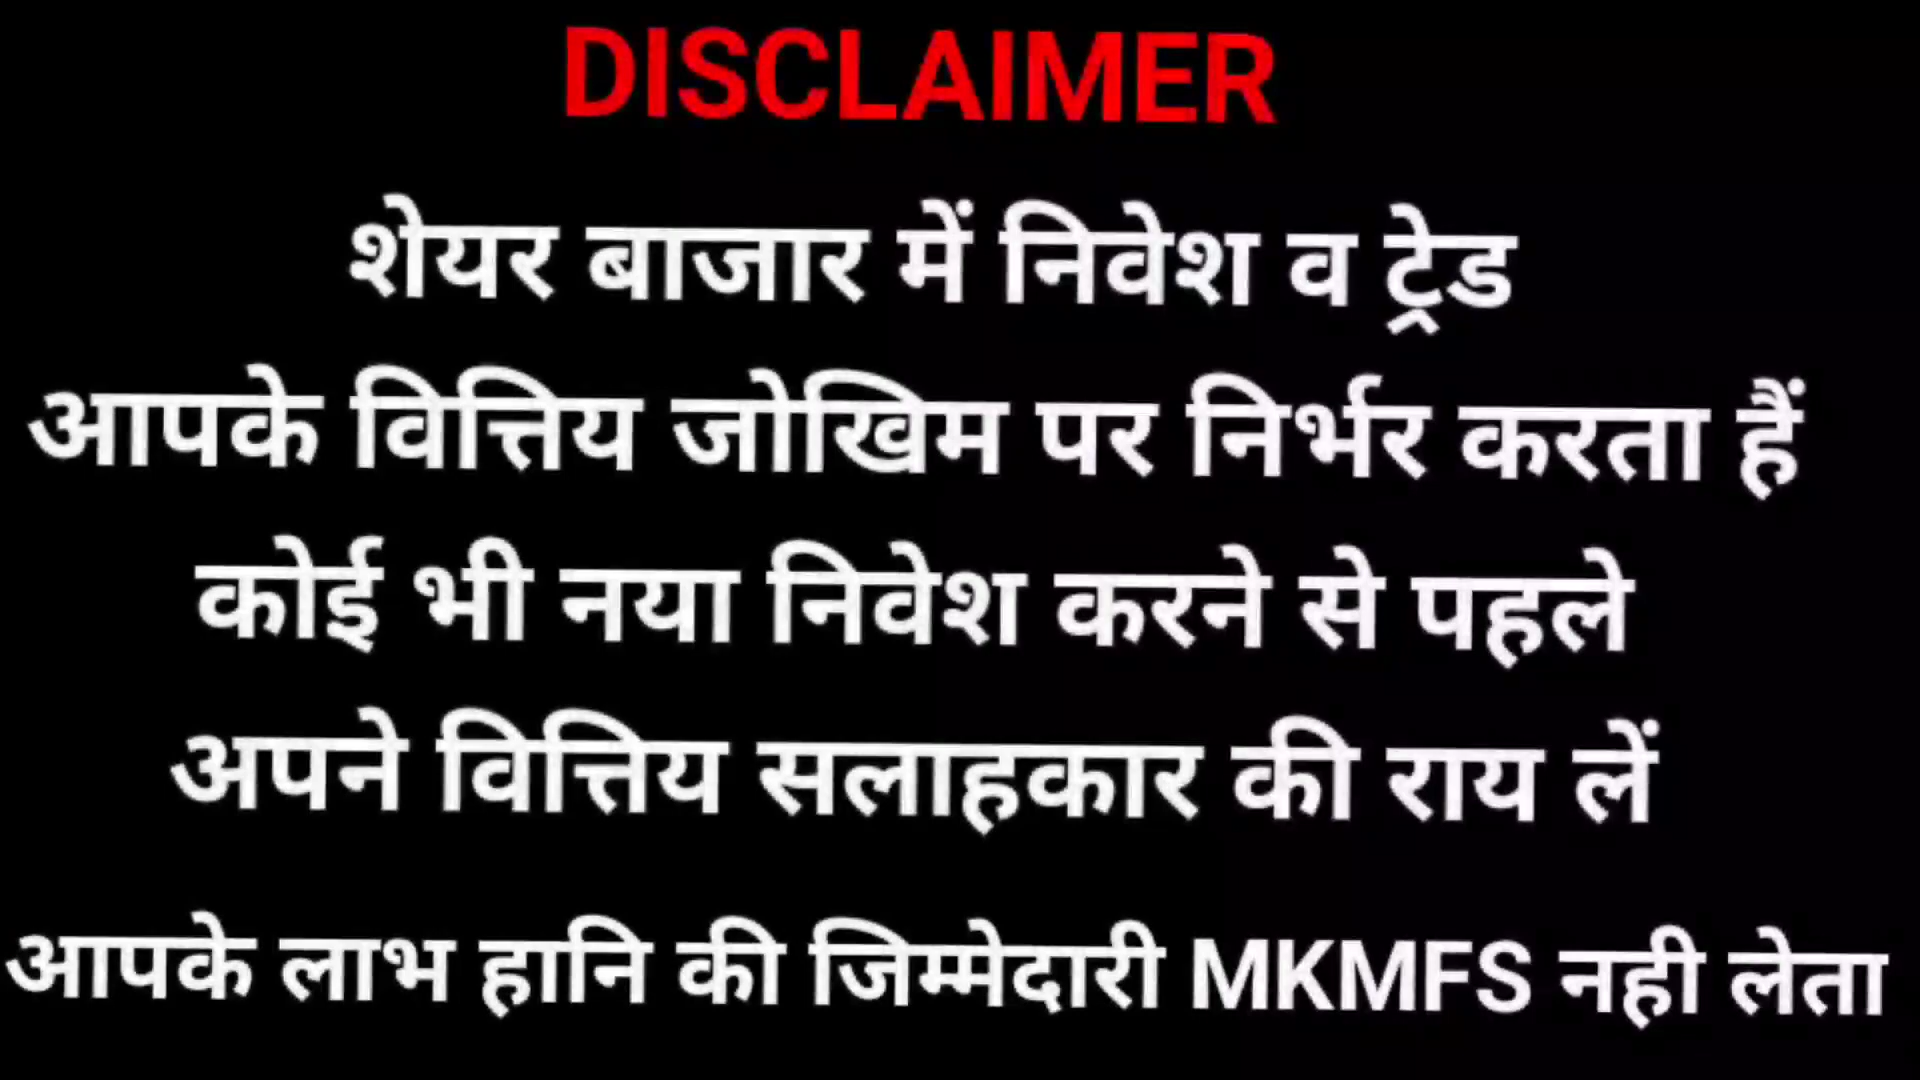 DISCLAIMER
शेयर बाजार में निवेश व ट्रेड
आपके वित्तिय जोखिम पर निर्भर करता हैं
कोई भी नया निवेश करने से पहले
अपने वित्तिय सलाहकार की राय लें
आपके लाभ हानि की जिम्मेदारी MKMFS नही लेता